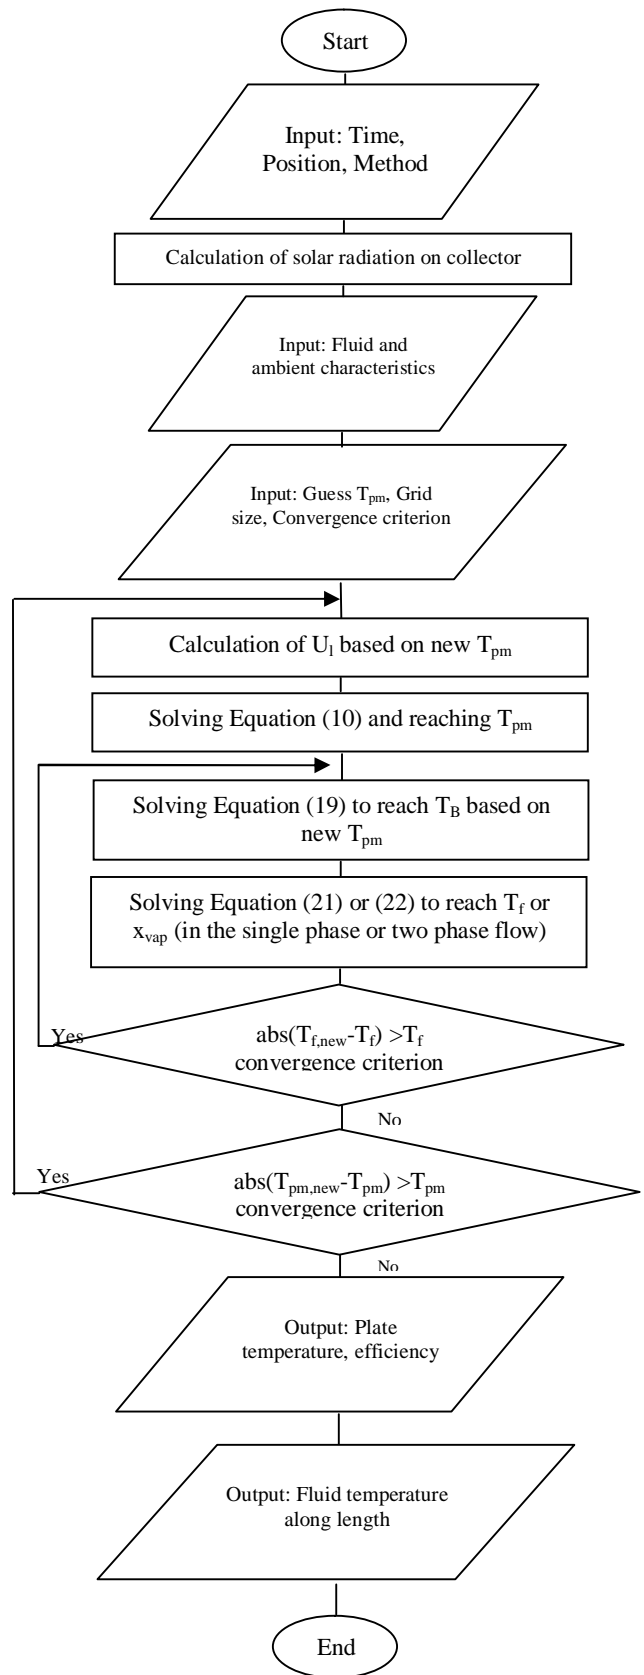 Start
Input: Time,
Position, Method
Calculation of solar radiation on collector
Input: Fluid and
ambient characteristics
Input: Guess Tpm, Grid
size, Convergence criterion
Calculation of Ul based on new Tpm
Solving Equation (10) and reaching Tpm
Solving Equation (19) to reach TB based on
new Tpm
Solving Equation (21) or (22) to reach Tf or
xvap (in the single phase or two phase flow)
Yes
abs(Tf,new-Tf) >Tf
convergence criterion
No
Yes
abs(Tpm,new-Tpm) >Tpm
convergence criterion
No
Output: Plate
temperature, efficiency
Output: Fluid temperature
along length
End